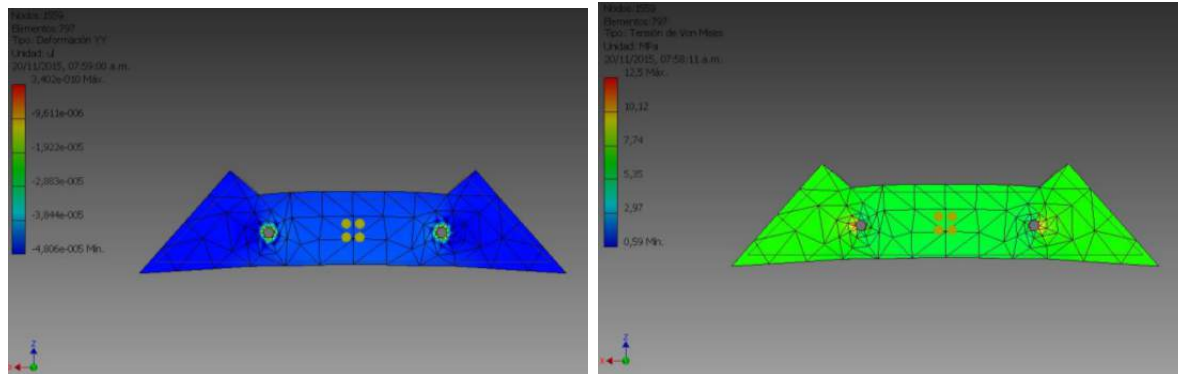 Nodos:1559
Elementos:797
Tipo: Deformación YY
Unidad: ul
20/11/2015, 07:59:00 a.m.
3,402e-010 Máx.
-9,611e-006
-1,922e-005
-2,883e-005
-3,844e-005
-4,806e-005 Mín.
Z
X
Nodos:1559
Elementos:797
Tipo: Tensión de Von Mises
Unidad: MPa
20/11/2015, 07:58:11 a.m.
12,5 Máx.
10,12
7,74
5,35
2,97
0,59 Mín.
Z
X